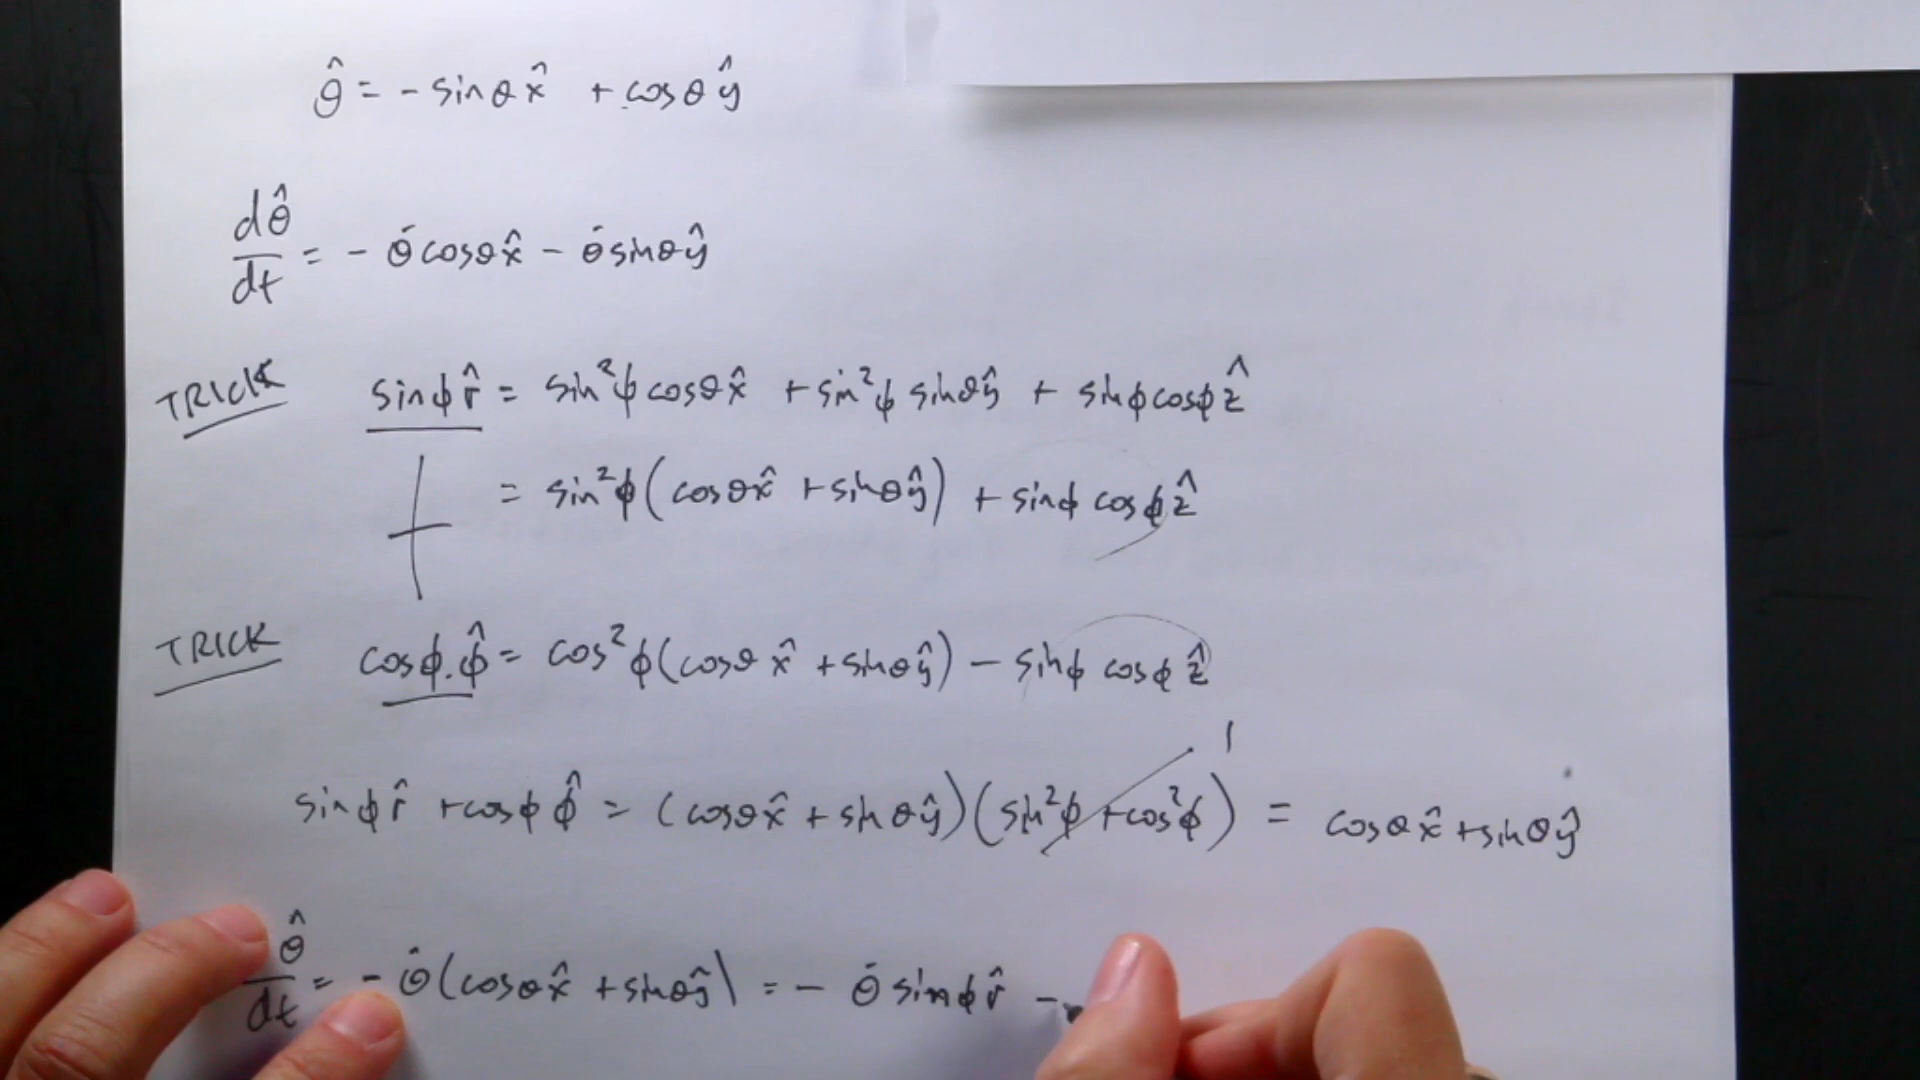 θ̂ = - sinθ x̂ + cosθ ŷ
dθ̂/dt = - θ̇ cosθ x̂ - θ̇ sinθ ŷ
TRICK sinφ r̂ = sin²φ cosθ x̂ + sin²φ sinθ ŷ + sinφ cosφ ẑ
= sin²φ (cosθ x̂ + sinθ ŷ) + sinφ cosφ ẑ
+
TRICK cosφ. φ̂ = cos²φ (cosθ x̂ + sinθ ŷ) - sinφ cosφ ẑ
1
sinφ r̂ + cosφ φ̂ = (cosθ x̂ + sinθ ŷ)(sin²φ + cos²φ) = cosθ x̂ + sinθ ŷ
θ̂/dt = - θ̇ (cosθ x̂ + sinθ ŷ) = - θ̇ sinφ r̂ -